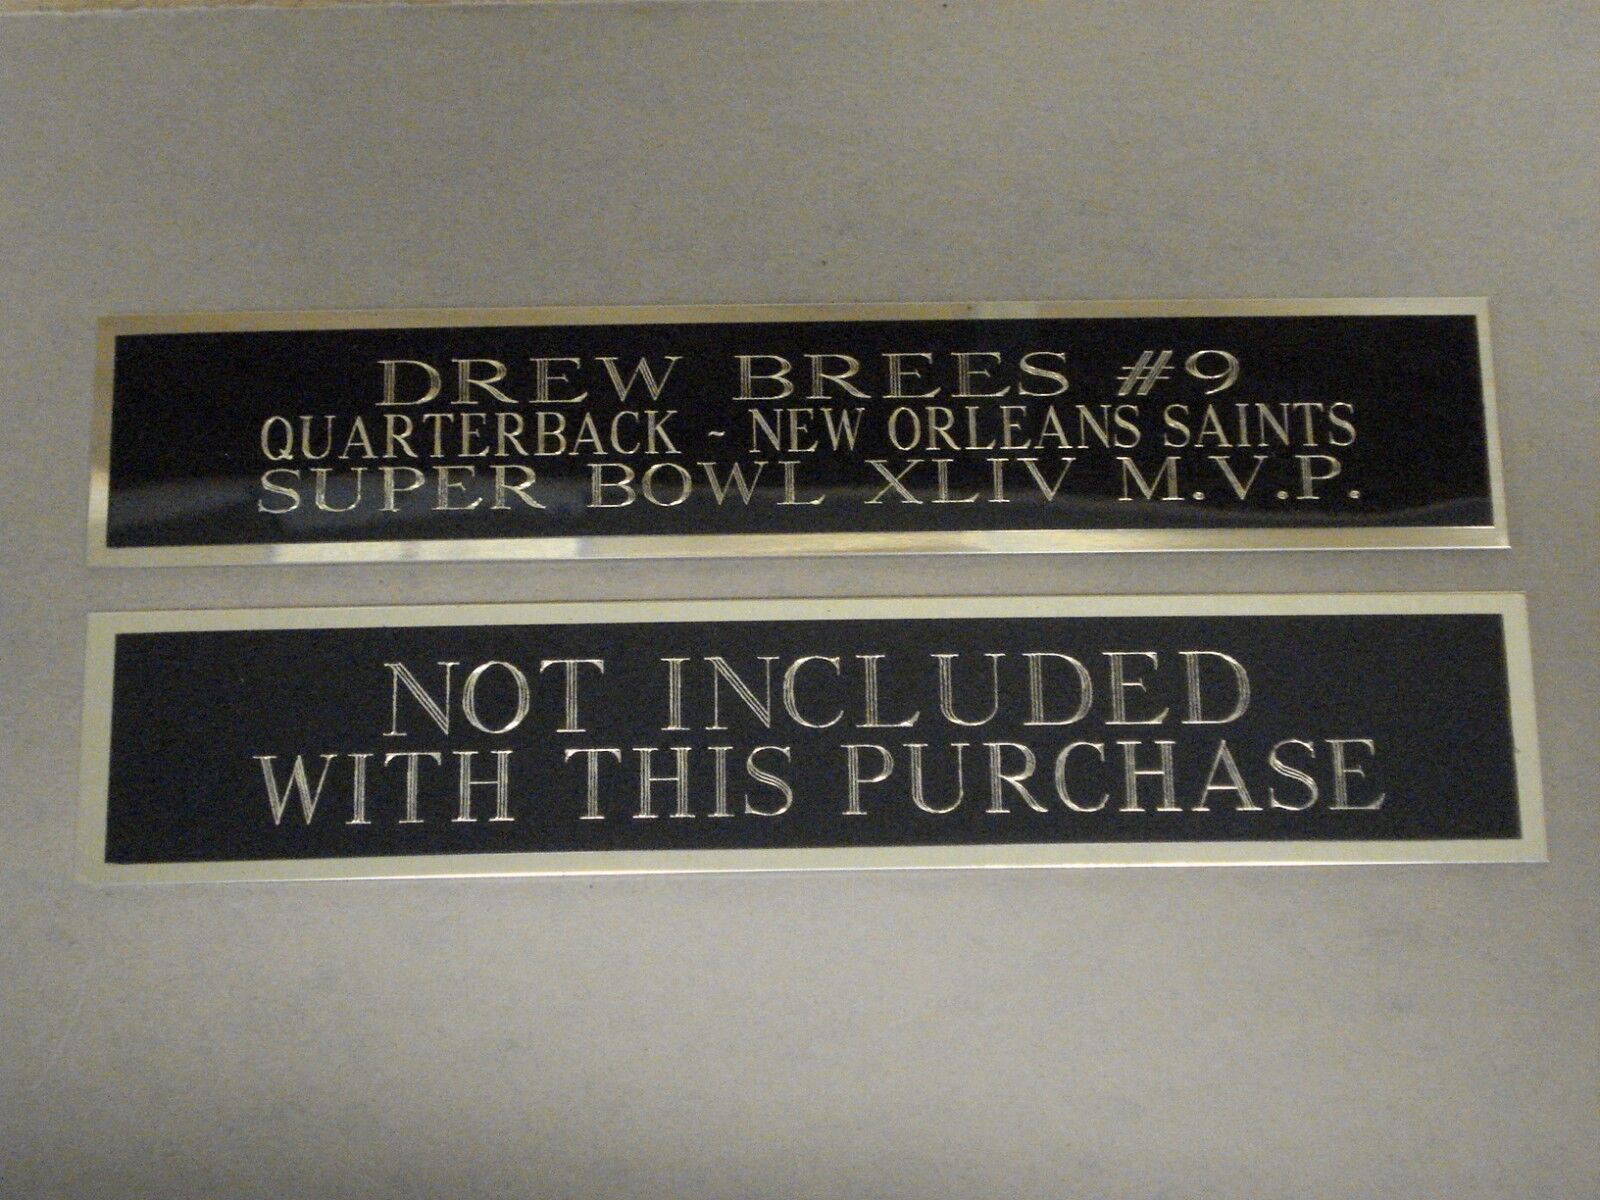 DREW BREES #9
QUARTERBACK ~ NEW ORLEANS SAINTS
SUPER BOWL XLIV M.V.P.
NOT INCLUDED
WITH THIS PURCHASE